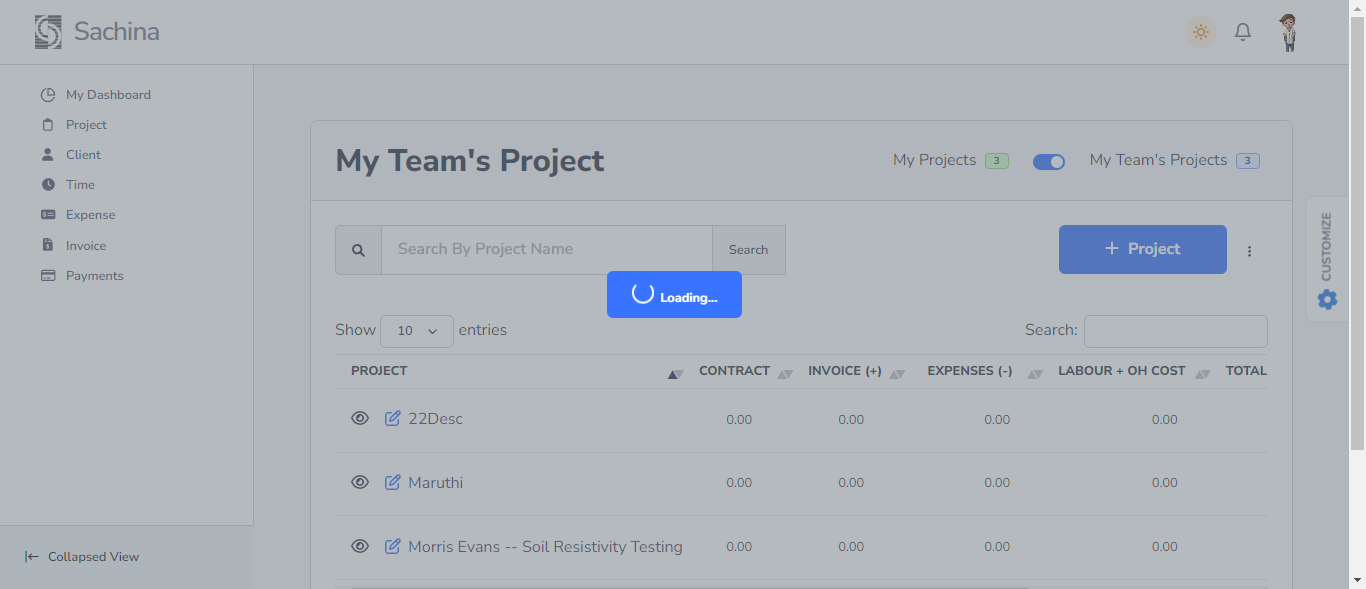 Sachina
My Dashboard
Project
Client
Time
Expense
Invoice
Payments
Collapsed View
My Team's Project
My Projects 3 My Team's Projects 3
Search By Project Name Search
+ Project
CUSTOMIZE
Loading...
Show 10 entries Search:
PROJECT CONTRACT INVOICE (+) EXPENSES (-) LABOUR + OH COST TOTAL
22Desc 0.00 0.00 0.00 0.00
Maruthi 0.00 0.00 0.00 0.00
Morris Evans -- Soil Resistivity Testing 0.00 0.00 0.00 0.00